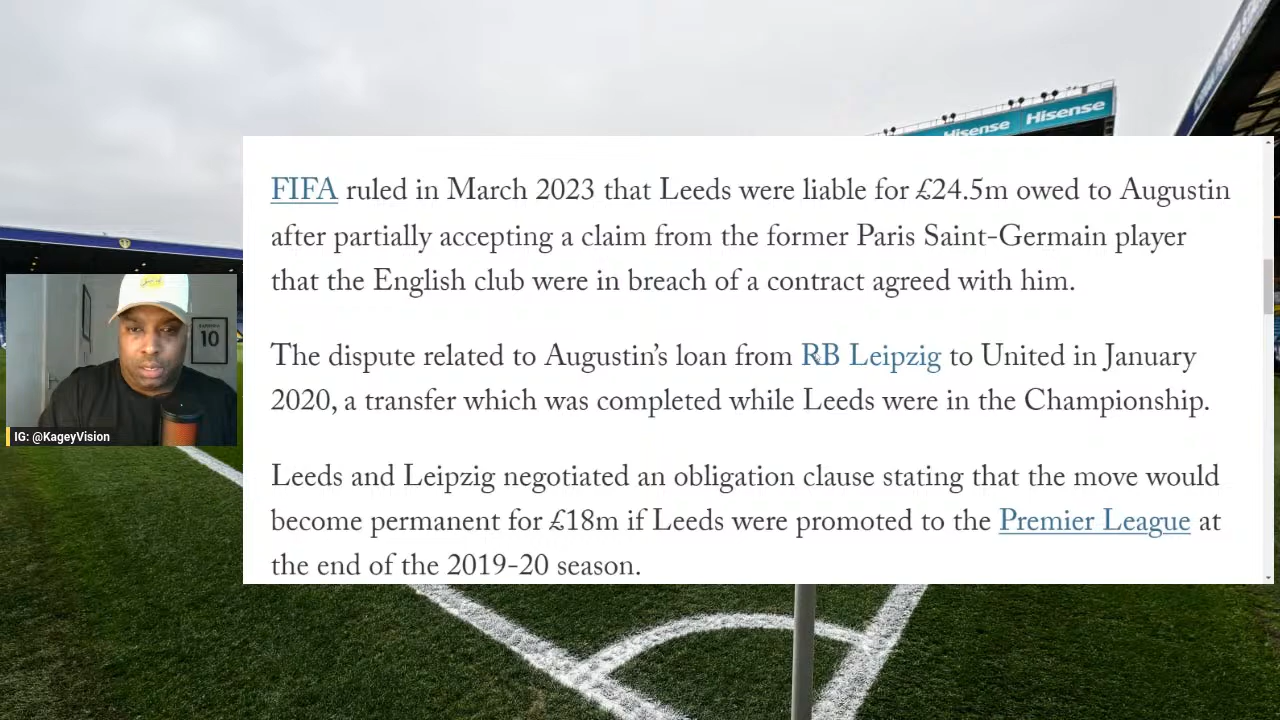 Hisense Hisense
FIFA ruled in March 2023 that Leeds were liable for £24.5m owed to Augustin
after partially accepting a claim from the former Paris Saint-Germain player
that the English club were in breach of a contract agreed with him.
The dispute related to Augustin’s loan from RB Leipzig to United in January
2020, a transfer which was completed while Leeds were in the Championship.
10
IG: @KageyVision
Leeds and Leipzig negotiated an obligation clause stating that the move would
become permanent for £18m if Leeds were promoted to the Premier League at
the end of the 2019-20 season.